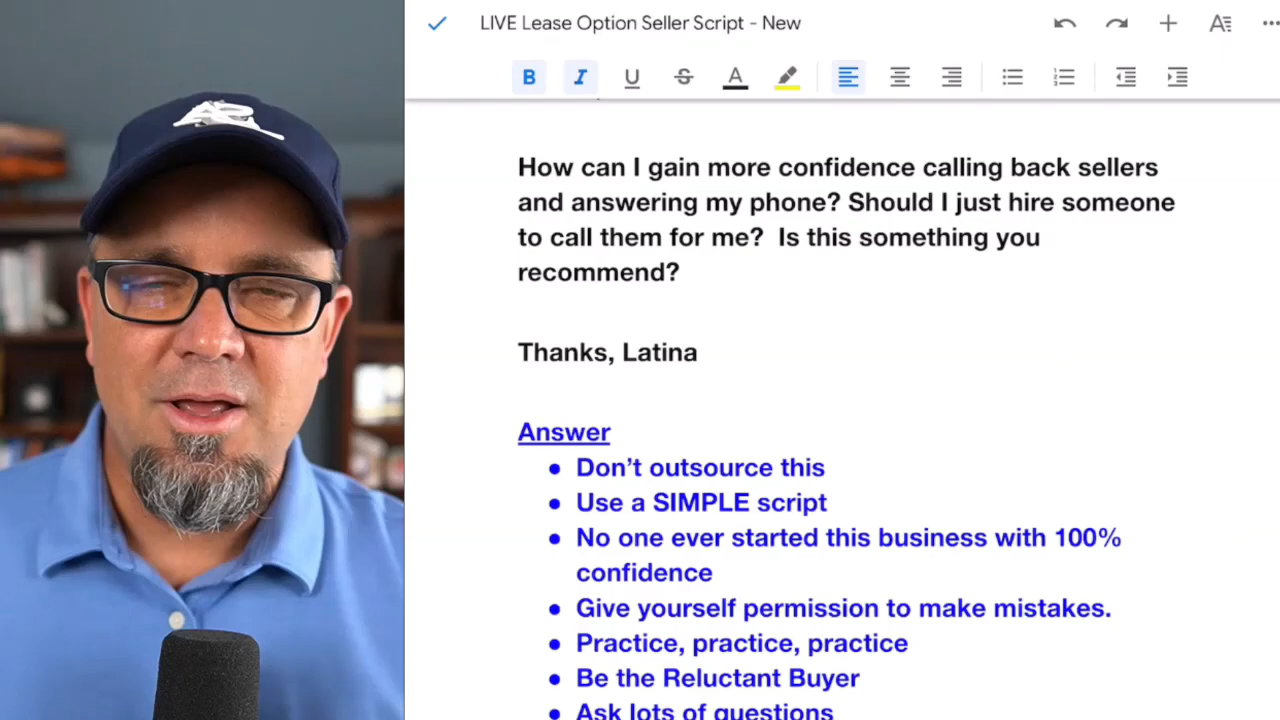 LIVE Lease Option Seller Script - New
B I U S A
How can I gain more confidence calling back sellers
and answering my phone? Should I just hire someone
to call them for me?  Is this something you
recommend?
Thanks, Latina
Answer
● Don’t outsource this
● Use a SIMPLE script
● No one ever started this business with 100%
confidence
● Give yourself permission to make mistakes.
● Practice, practice, practice
● Be the Reluctant Buyer
● Ask lots of questions